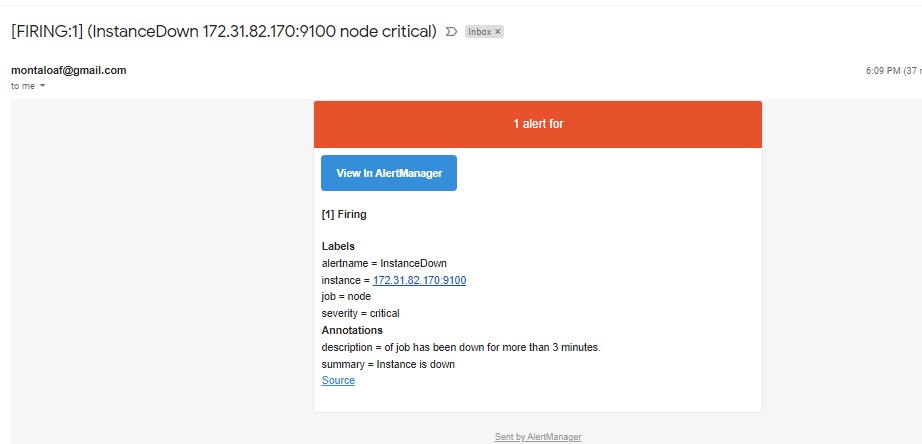 [FIRING:1] (InstanceDown 172.31.82.170:9100 node critical) Inbox ×
montaloaf@gmail.com 6:09 PM (37
to me
1 alert for
View In AlertManager
[1] Firing
Labels
alertname = InstanceDown
instance = 172.31.82.170:9100
job = node
severity = critical
Annotations
description = of job has been down for more than 3 minutes.
summary = Instance is down
Source
Sent by AlertManager